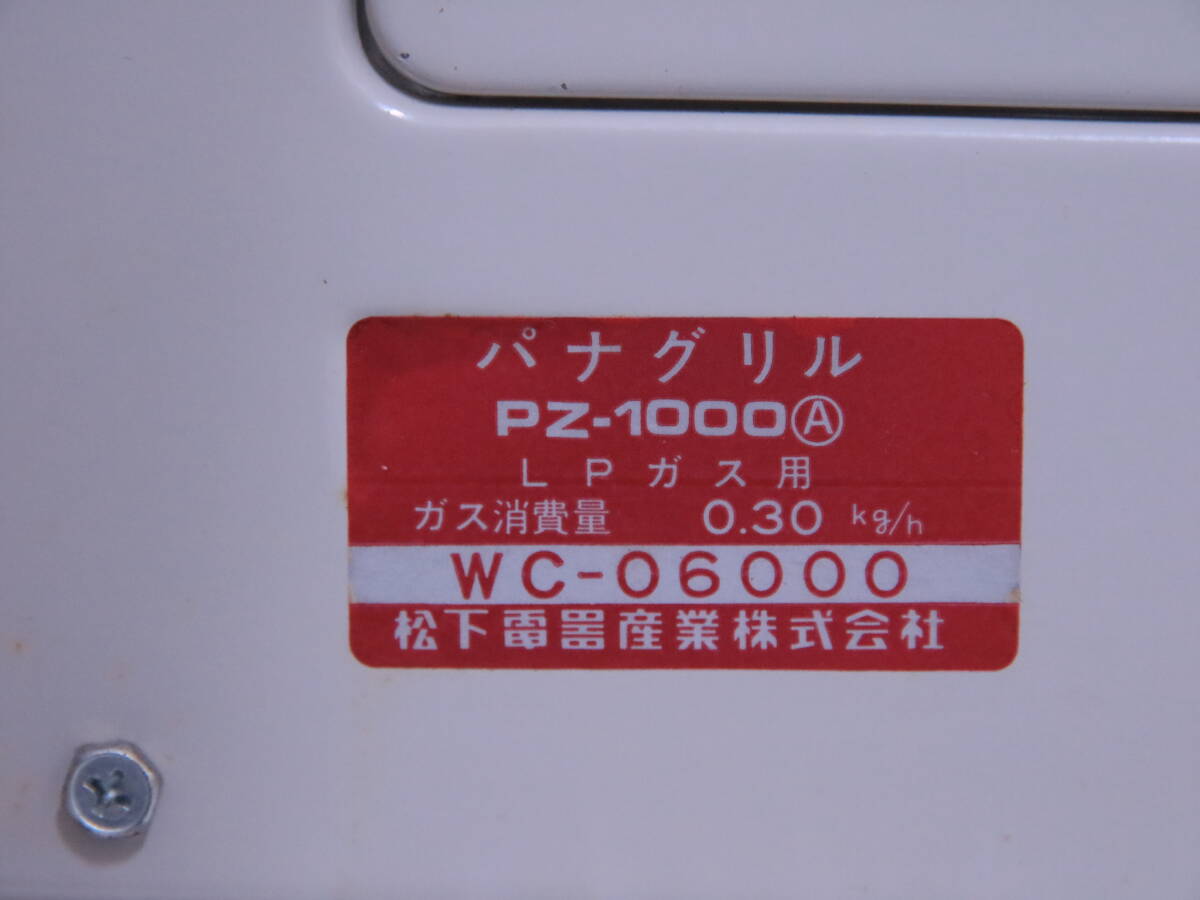 パナグリル
PZ-1000Ⓐ
LPガス用
ガス消費量 0.30 kg/h
WC-06000
松下電器産業株式会社